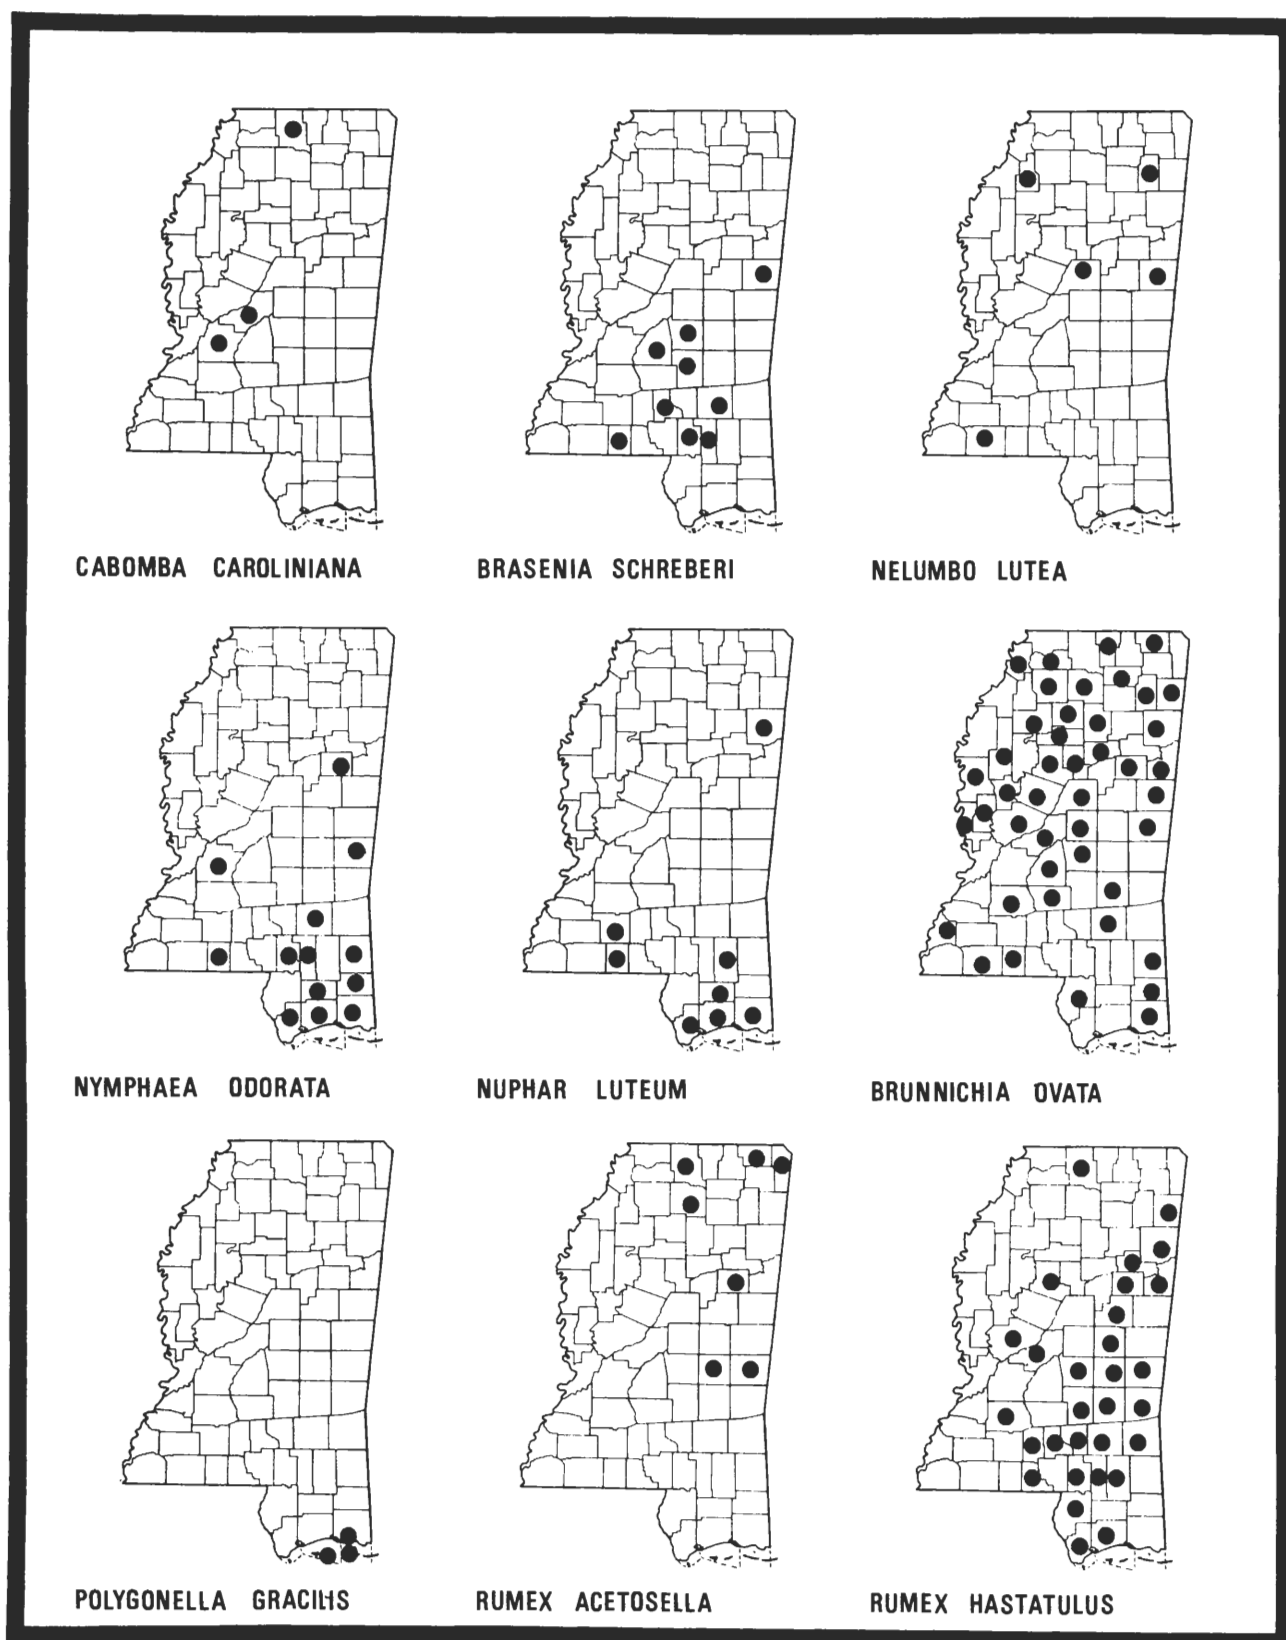 CABOMBA CAROLINIANA
BRASENIA SCHREBERI
NELUMBO LUTEA
NYMPHAEA ODORATA
NUPHAR LUTEUM
BRUNNICHIA OVATA
POLYGONELLA GRACILIS
RUMEX ACETOSELLA
RUMEX HASTATULUS